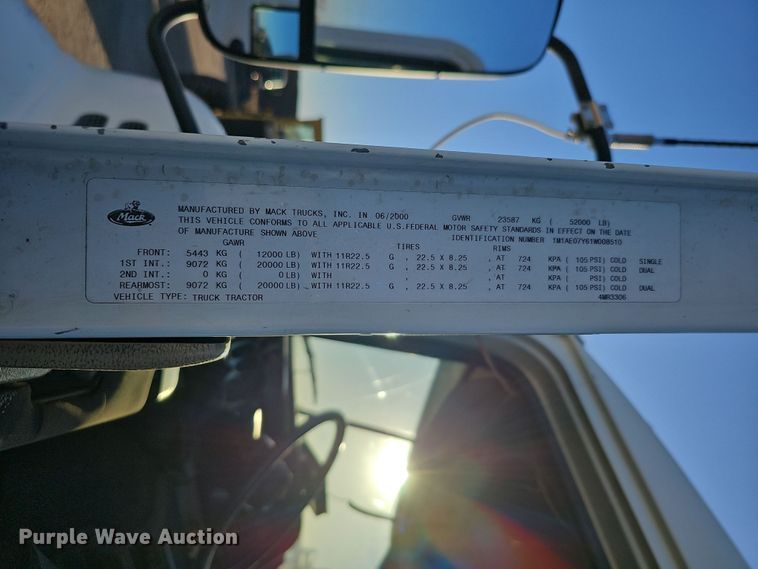 Mack
MANUFACTURED BY MACK TRUCKS, INC. IN 06/2000 GVWR 23587 KG ( 52000 LB)
THIS VEHICLE CONFORMS TO ALL APPLICABLE U.S.FEDERAL MOTOR SAFETY STANDARDS IN EFFECT ON THE DATE
OF MANUFACTURE SHOWN ABOVE IDENTIFICATION NUMBER 1M1AE07Y61W008510
GAWR TIRES RIMS
FRONT: 5443 KG ( 12000 LB) WITH 11R22.5 G , 22.5 X 8.25 , AT 724 KPA ( 105 PSI) COLD SINGLE
1ST INT.: 9072 KG ( 20000 LB) WITH 11R22.5 G , 22.5 X 8.25 , AT 724 KPA ( 105 PSI) COLD DUAL
2ND INT: 0 KG ( 0 LB) WITH , , AT KPA ( PSI) COLD
REARMOST: 9072 KG ( 20000 LB) WITH 11R22.5 G , 22.5 X 8.25 , AT 724 KPA ( 105 PSI) COLD DUAL
VEHICLE TYPE: TRUCK TRACTOR 4MR3306
Purple Wave Auction